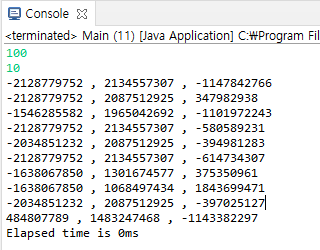 Console
<terminated> Main (11) [Java Application] C:₩Program Fil
100
10
-2128779752 , 2134557307 , -1147842766
-2128779752 , 2087512925 , 347982938
-1546285582 , 1965042692 , -1101972243
-2128779752 , 2134557307 , -580589231
-2034851232 , 2087512925 , -394981283
-2128779752 , 2134557307 , -614734307
-1638067850 , 1301674577 , 375350961
-1638067850 , 1068497434 , 1843699471
-2034851232 , 2087512925 , -397025127
484807789 , 1483247468 , -1143382297
Elapsed time is 0ms